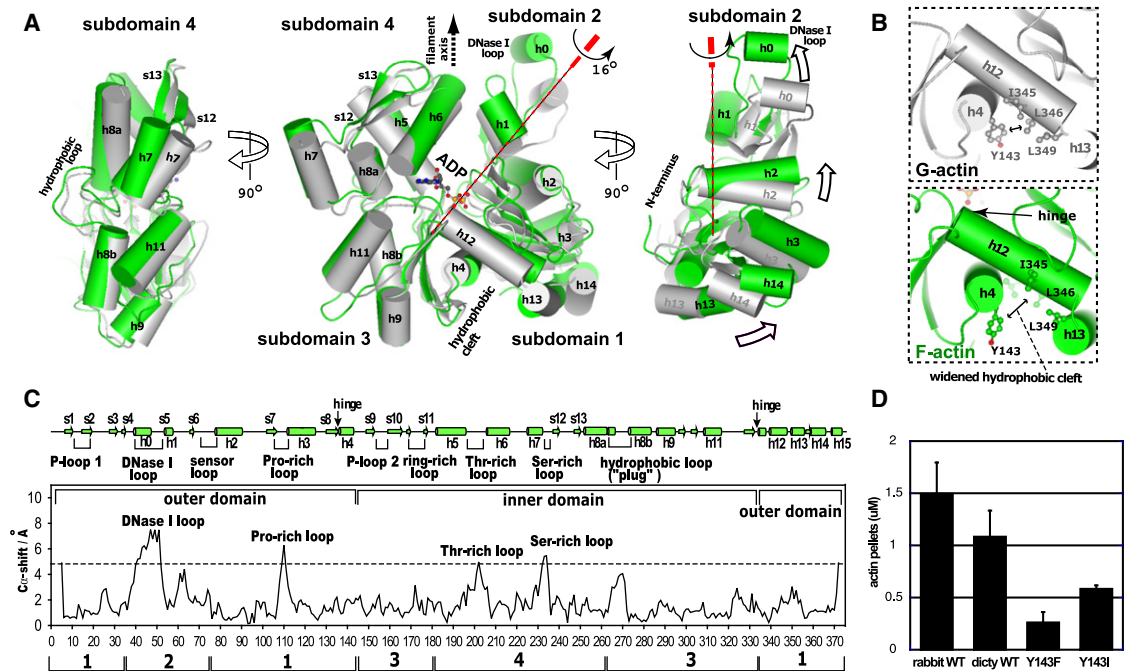 A
subdomain 4
subdomain 4
filament axis
subdomain 2
subdomain 2
DNase I loop
DNase I loop
h0
h0
h0
16°
s13
s12
h8a
h7
h7
hydrophobic loop
h11
h8b
h9
90°
s13
s12
h5
h6
h7
h8a
ADP
h1
h2
h3
h12
h11
h8b
h4
h9
h13
h14
hydrophobic cleft
subdomain 3
subdomain 1
90°
h1
h1
h2
h2
N-terminus
h3
h3
h14
h13
h13
h14
B
h12
I345
h4
L346
L349
Y143
h13
G-actin
hinge
h12
I345
h4
L346
L349
h13
Y143
F-actin
widened hydrophobic cleft
C
s1 s2 s3 s4 s5 s6 s7 s8 hinge s9 s10 s11 s12 s13 hinge
h0 h1 h2 h3 h4 h5 h6 h7 h8a h8b h9 h11 h12 h13 h14 h15
P-loop 1
DNase I loop
sensor loop
Pro-rich loop
P-loop 2
ring-rich loop
Thr-rich loop
Ser-rich loop
hydrophobic loop ("plug")
outer domain
inner domain
outer domain
DNase I loop
Pro-rich loop
Thr-rich loop
Ser-rich loop
Cα-shift / Å
10
8
6
4
2
0
0 10 20 30 40 50 60 70 80 90 100 110 120 130 140 150 160 170 180 190 200 210 220 230 240 250 260 270 280 290 300 310 320 330 340 350 360 370
1 2 1 3 4 3 1
D
actin pellets (uM)
2
1.5
1
0.5
0
rabbit WT dicty WT Y143F Y143I